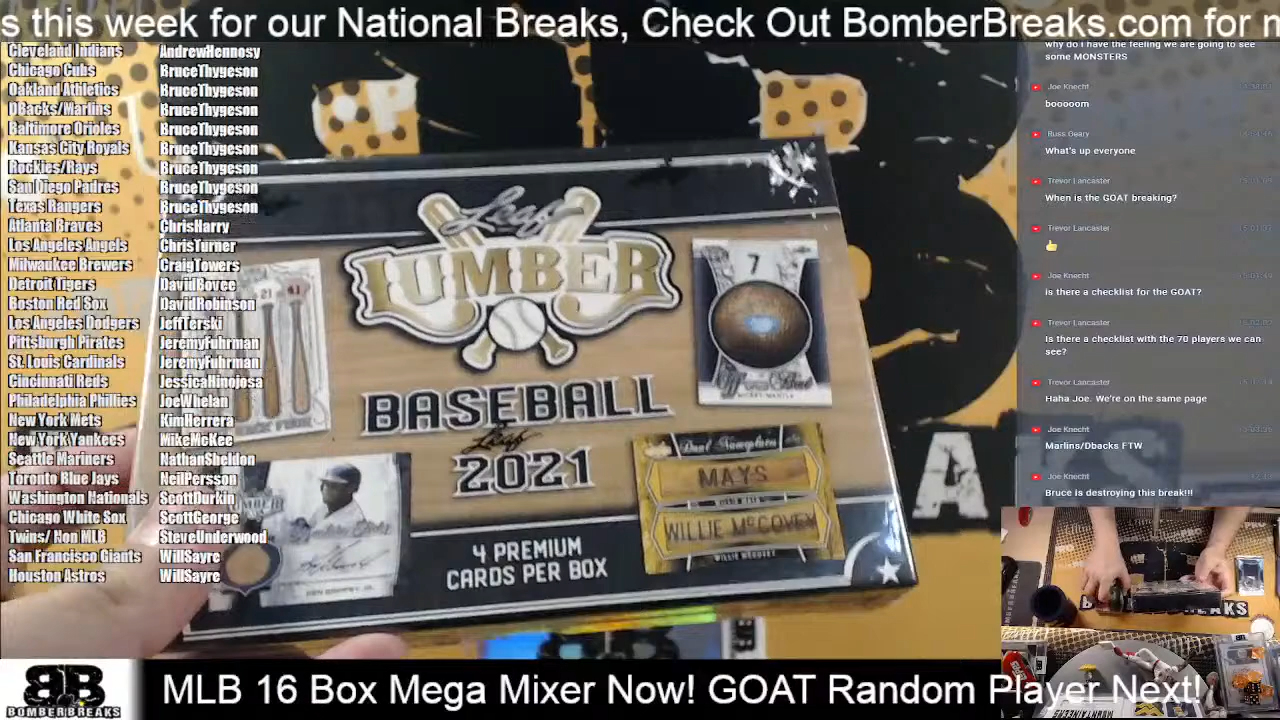 s this week for our National Breaks, Check Out BomberBreaks.com for m
Cleveland Indians AndrewHennosy
Chicago Cubs BruceThygeson
Oakland Athletics BruceThygeson
DBacks/Marlins BruceThygeson
Baltimore Orioles BruceThygeson
Kansas City Royals BruceThygeson
Rockies/Rays BruceThygeson
San Diego Padres BruceThygeson
Texas Rangers BruceThygeson
Atlanta Braves ChrisHarry
Los Angeles Angels ChrisTurner
Milwaukee Brewers CraigTowers
Detroit Tigers DavidBovee
Boston Red Sox DavidRobinson
Los Angeles Dodgers JeffTerski
Pittsburgh Pirates JeremyFuhrman
St. Louis Cardinals JeremyFuhrman
Cincinnati Reds JessicaHinojosa
Philadelphia Phillies JoeWhelan
New York Mets KimHerrera
New York Yankees MikeMcKee
Seattle Mariners NathanSheldon
Toronto Blue Jays NeilPersson
Washington Nationals ScottDurkin
Chicago White Sox ScottGeorge
Twins/ Non MLB SteveUnderwood
San Francisco Giants WillSayre
Houston Astros WillSayre
Leaf
LUMBER
BASEBALL
Leaf
2021
4 PREMIUM
CARDS PER BOX
7
21 41
MAYS
WILLIE MCCOVEY
WILLIE MCCOVEY
why do i have the feeling we are going to see
some MONSTERS
Joe Knecht
booooom
Russ Geary
What's up everyone
Trevor Lancaster
When is the GOAT breaking?
Trevor Lancaster
👍
Joe Knecht
is there a checklist for the GOAT?
Trevor Lancaster
Is there a checklist with the 70 players we can
see?
Trevor Lancaster
Haha Joe. We're on the same page
Joe Knecht
Marlins/Dbacks FTW
Joe Knecht
Bruce is destroying this break!!!
BB
BOMBERBREAKS
MLB 16 Box Mega Mixer Now! GOAT Random Player Next!